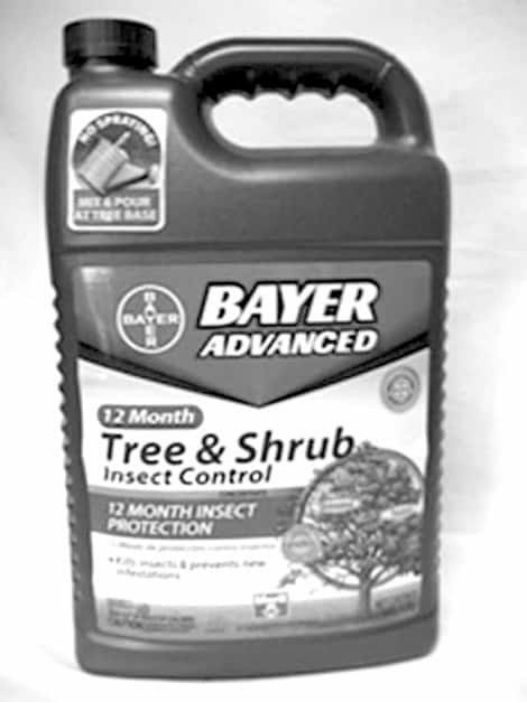 NO SPRAYING!
MIX & POUR
AT TREE BASE
BAYER
BAYER
BAYER
ADVANCED
12 Month
Tree & Shrub
Insect Control
12 MONTH INSECT
PROTECTION
• Kills insects & prevents new
infestations
CAUTION